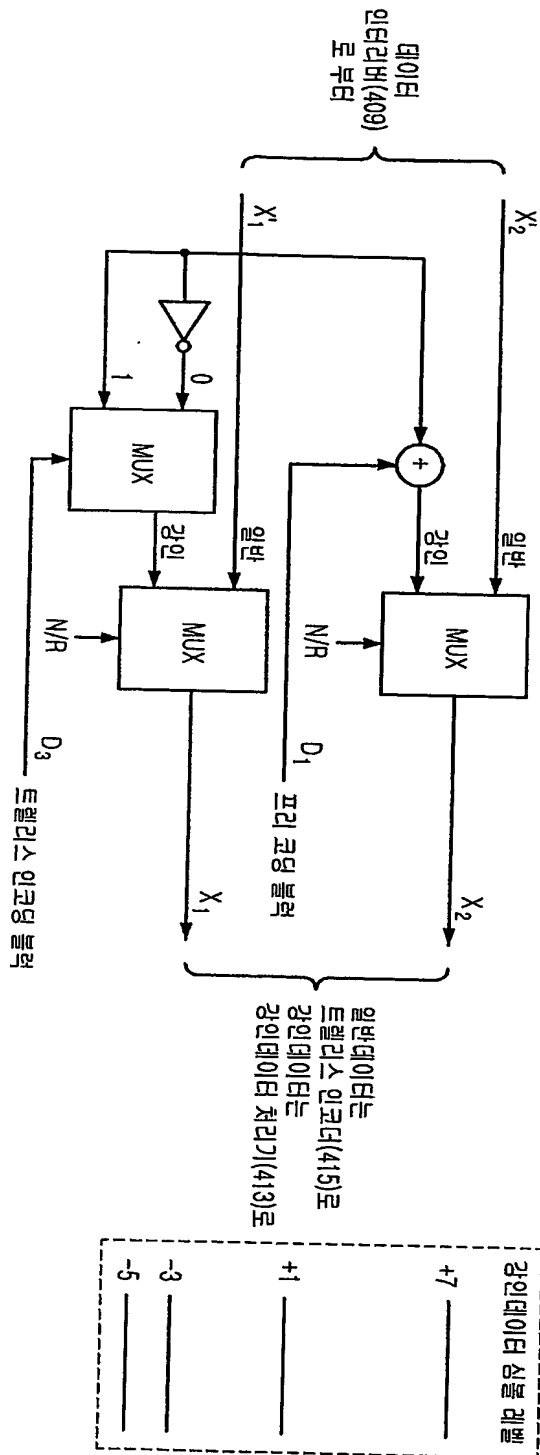 데이터
인터리버(409)
로 부터
X'₂
X'₁
일반
강인
MUX
N/R
X₂
D₁ 프리 코딩 블럭
0
1
MUX
일반
강인
MUX
N/R
X₁
D₃ 트렐리스 인코딩 블럭
일반데이터는
트렐리스 인코더(415)로
강인데이터는
강인데이터 처리기(413)로
강인데이터 심볼 레벨
+7
+1
-3
-5